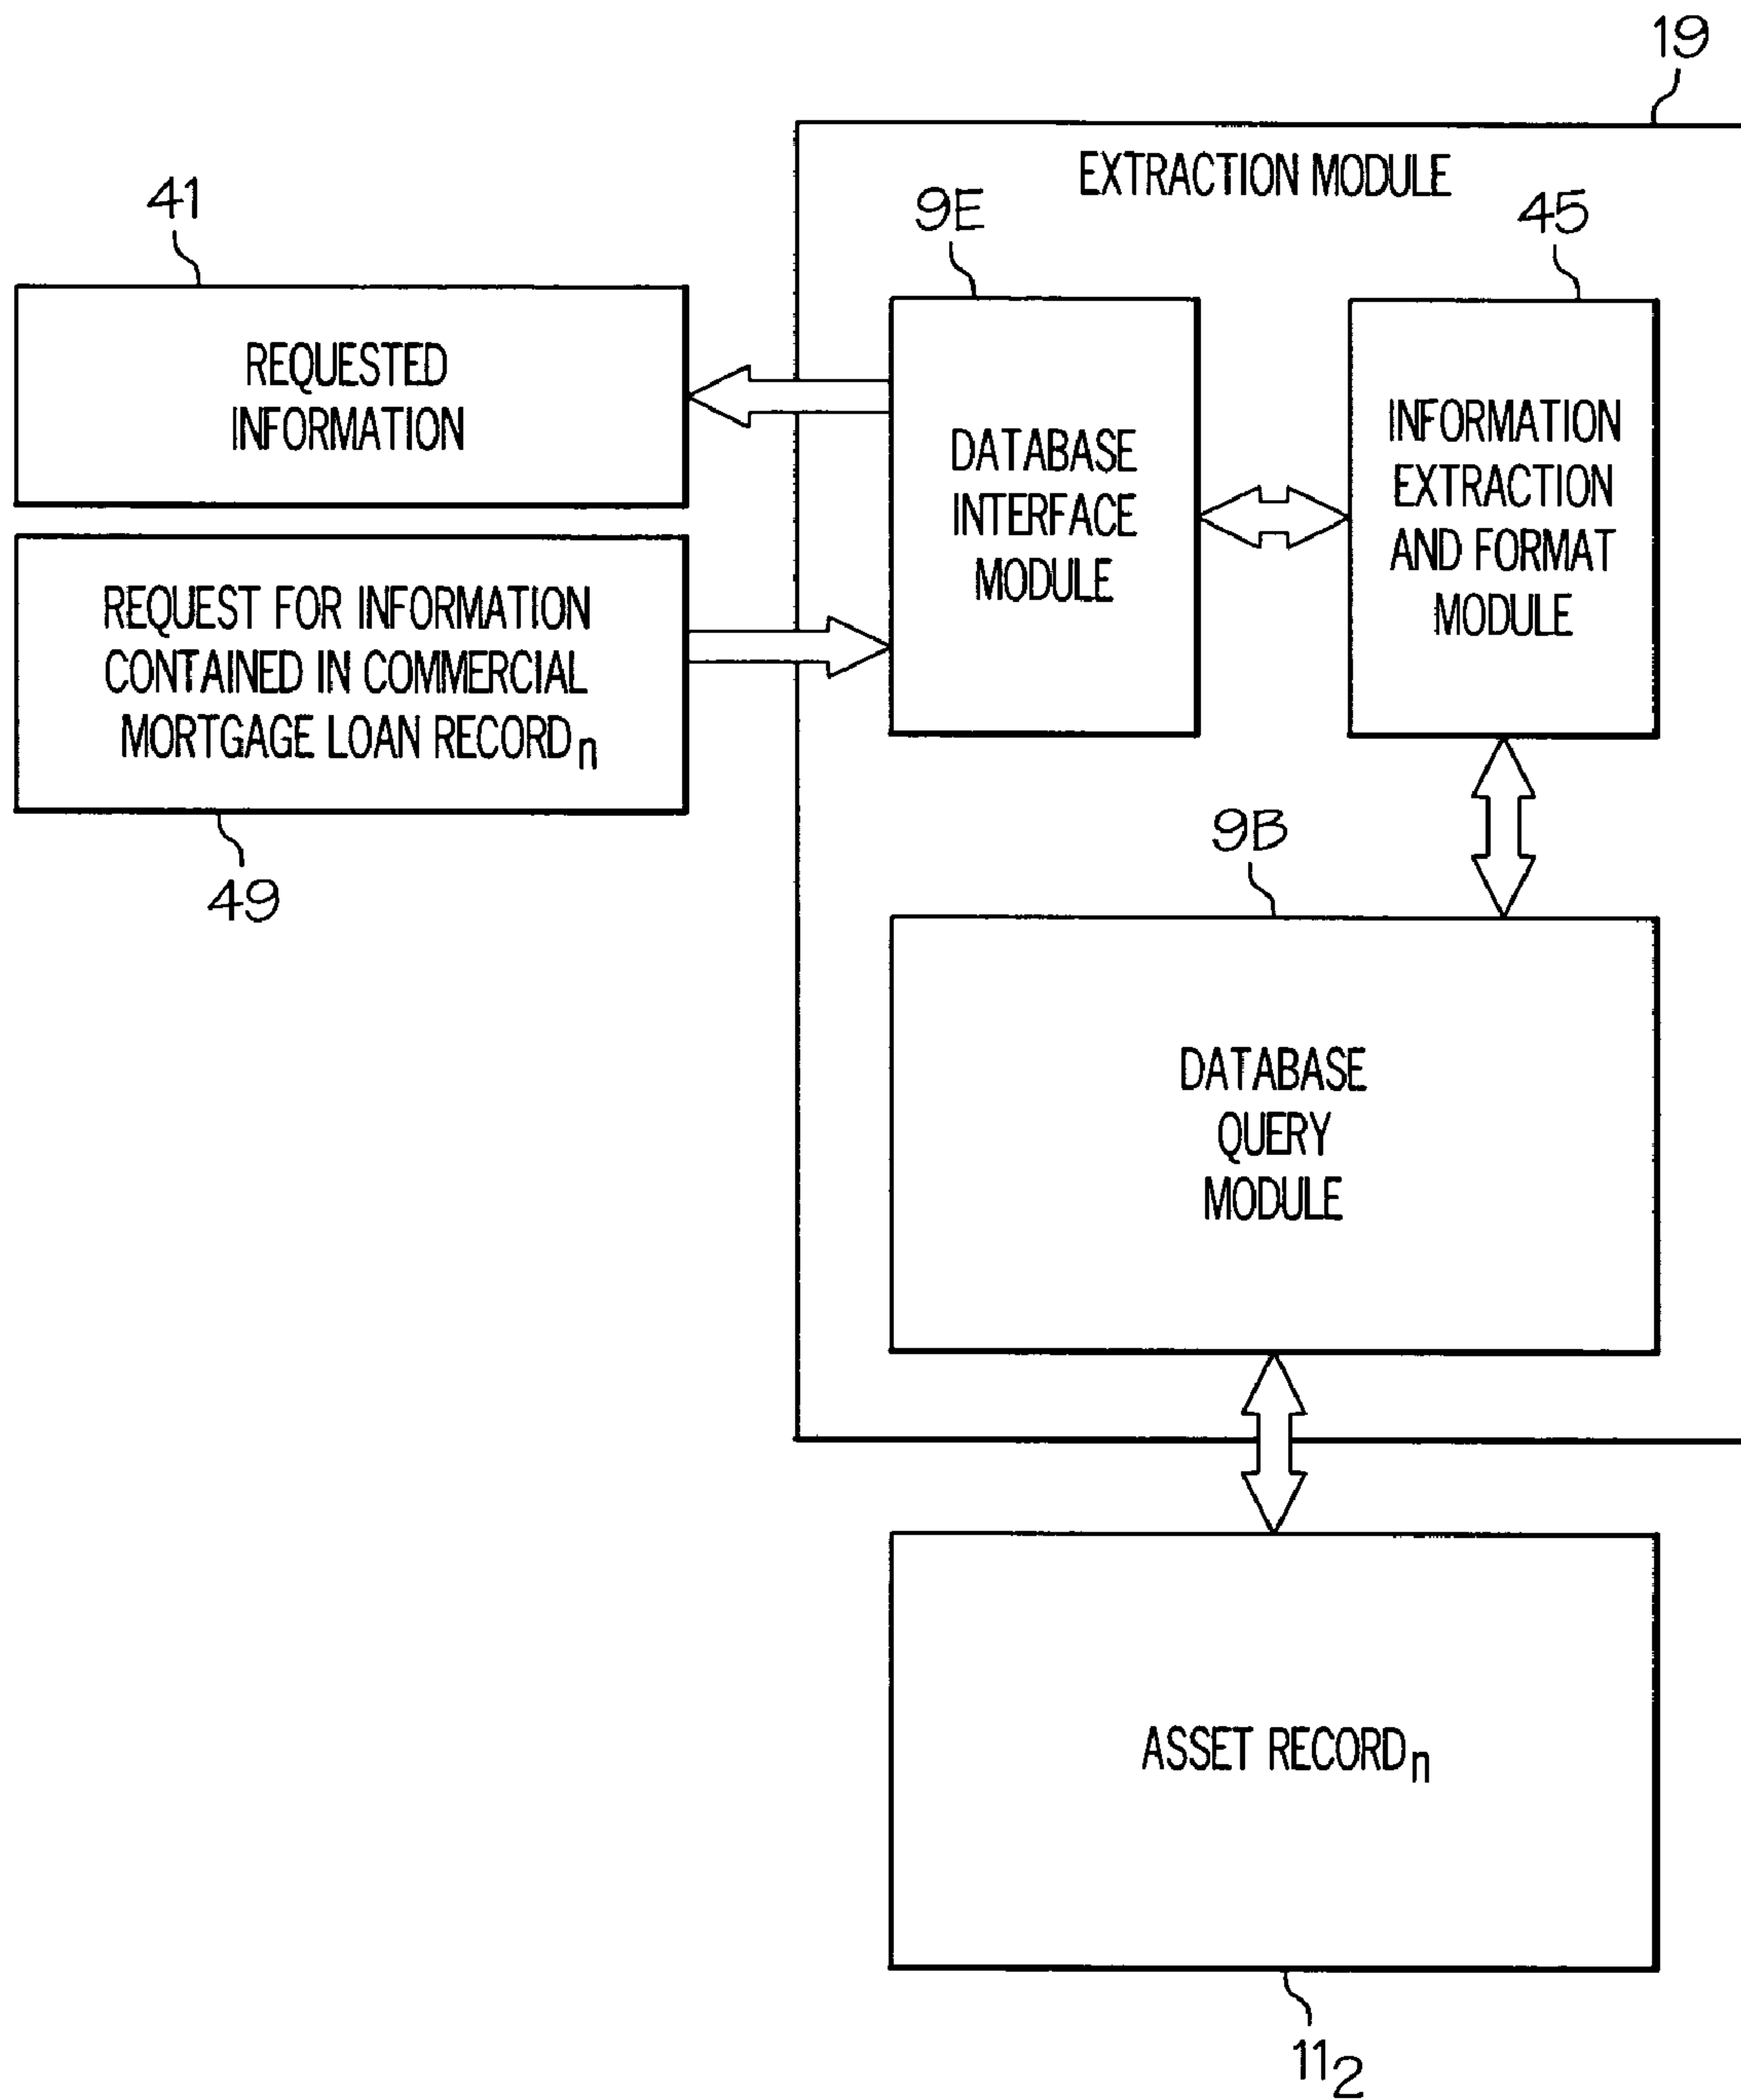 19
EXTRACTION MODULE
41
9E
45
REQUESTED
INFORMATION
DATABASE
INTERFACE
MODULE
INFORMATION
EXTRACTION
AND FORMAT
MODULE
REQUEST FOR INFORMATION
CONTAINED IN COMMERCIAL
MORTGAGE LOAN RECORDₙ
49
9B
DATABASE
QUERY
MODULE
ASSET RECORDₙ
11₂